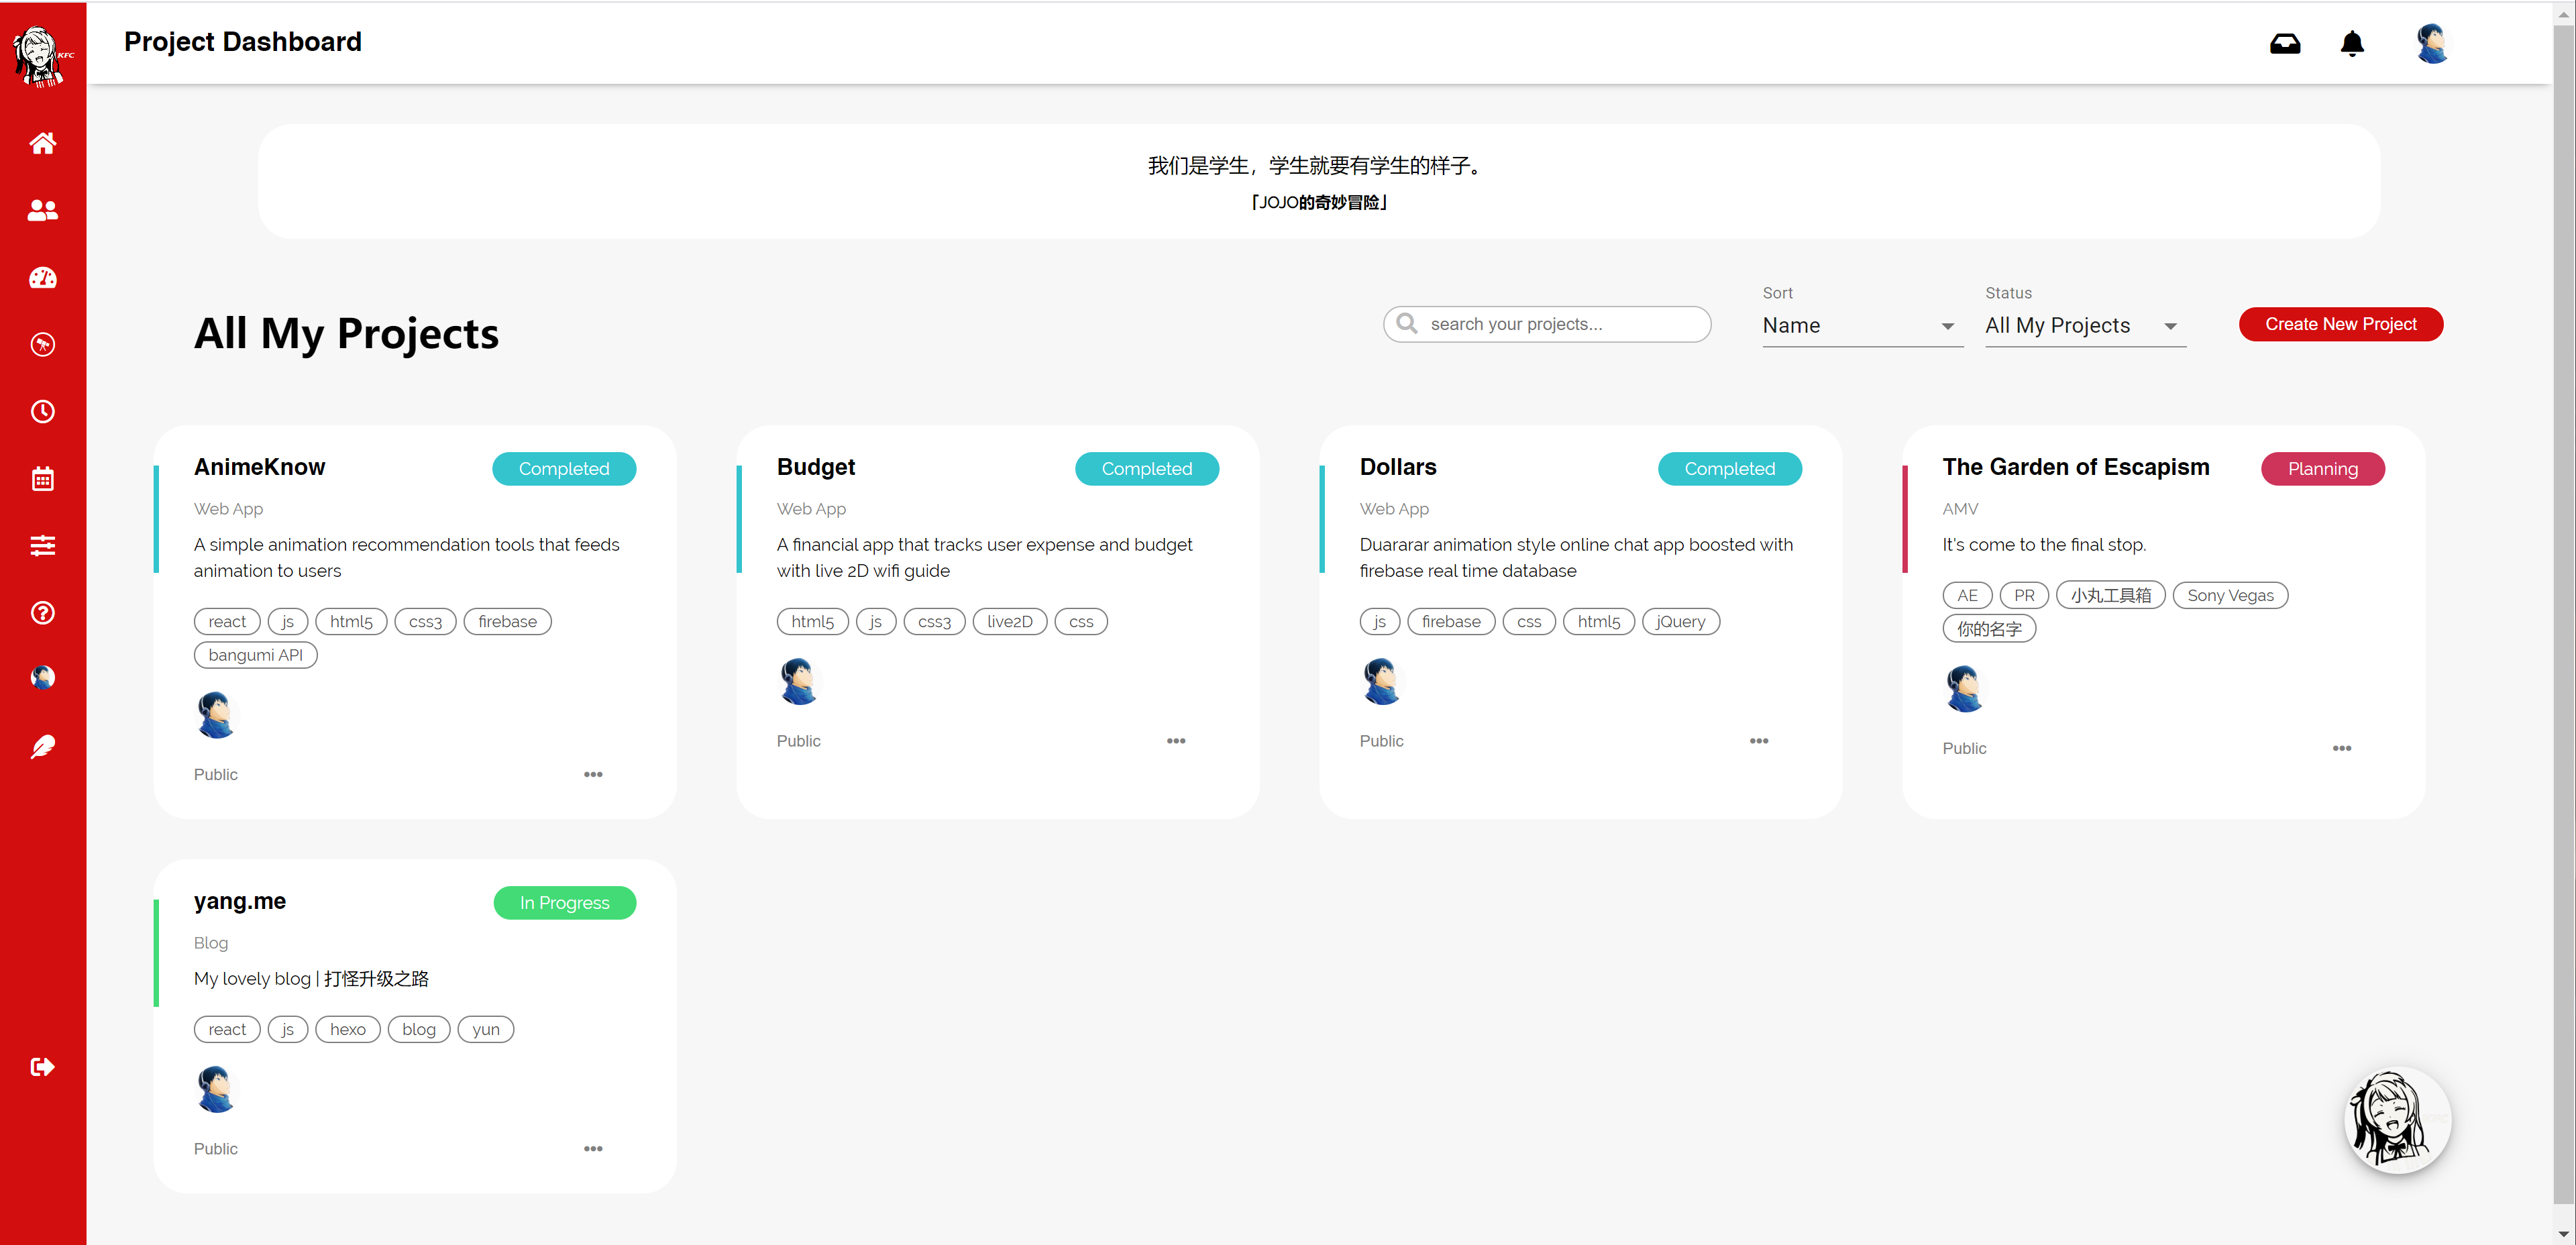 KFC
Project Dashboard
我们是学生，学生就要有学生的样子。
「JOJO的奇妙冒险」
All My Projects
search your projects...
Sort
Name
Status
All My Projects
Create New Project
AnimeKnow
Completed
Web App
A simple animation recommendation tools that feeds
animation to users
react js html5 css3 firebase
bangumi API
Public
Budget
Completed
Web App
A financial app that tracks user expense and budget
with live 2D wifi guide
html5 js css3 live2D css
Public
Dollars
Completed
Web App
Duararar animation style online chat app boosted with
firebase real time database
js firebase css html5 jQuery
Public
The Garden of Escapism
Planning
AMV
It's come to the final stop.
AE PR 小丸工具箱 Sony Vegas
你的名字
Public
yang.me
In Progress
Blog
My lovely blog | 打怪升级之路
react js hexo blog yun
Public